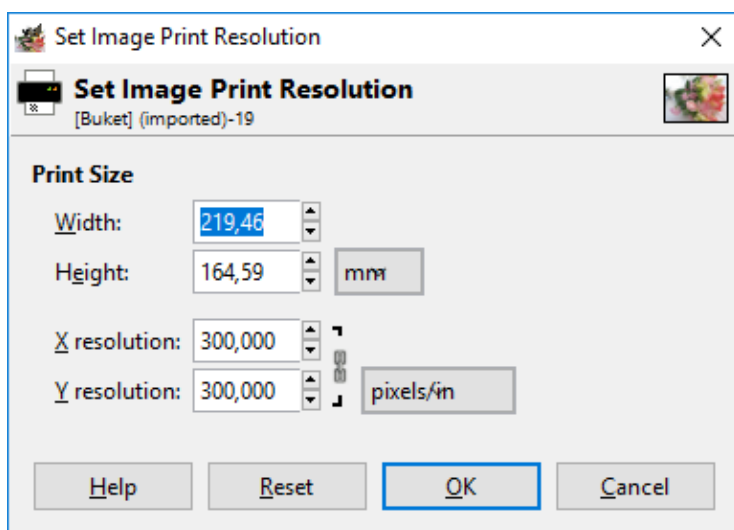 Set Image Print Resolution
Set Image Print Resolution
[Buket] (imported)-19
Print Size
Width: 219,46
Height: 164,59 mm
X resolution: 300,000
Y resolution: 300,000 pixels/in
Help Reset OK Cancel